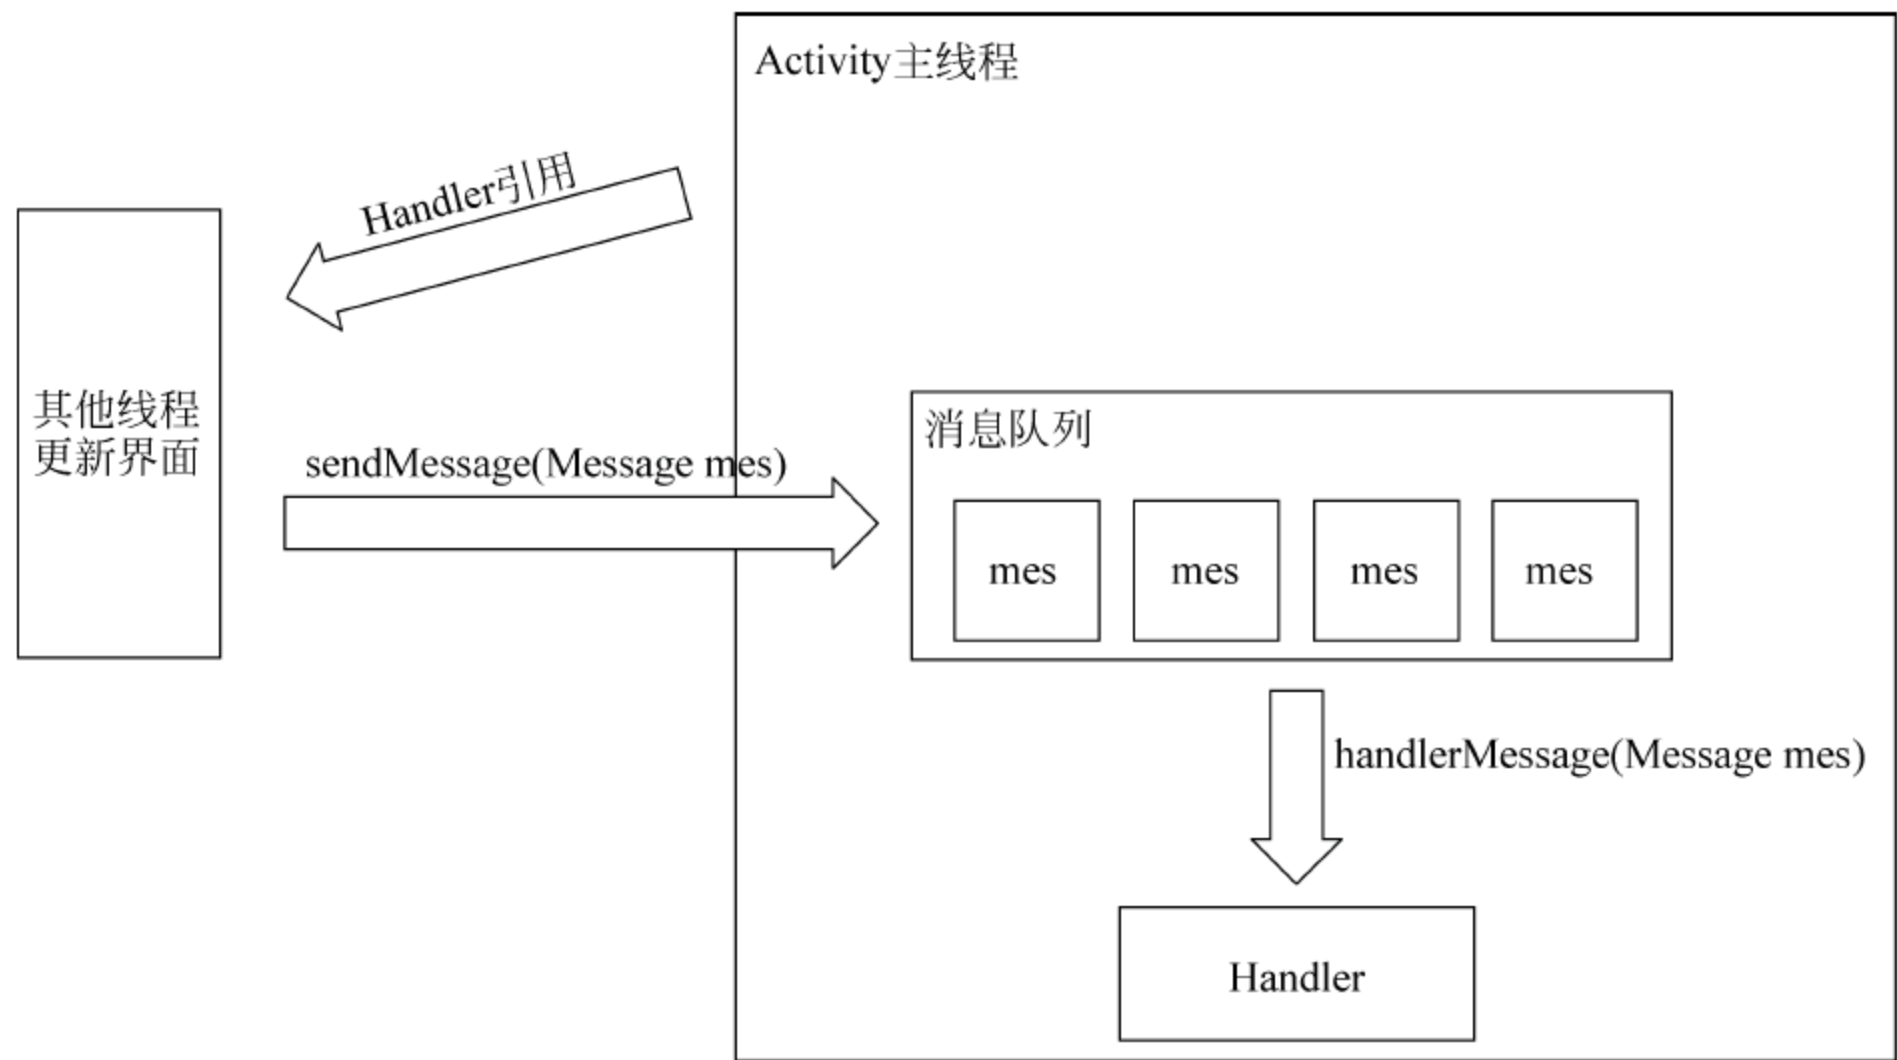 Activity主线程
Handler引用
其他线程
更新界面
sendMessage(Message mes)
消息队列
mes
mes
mes
mes
handlerMessage(Message mes)
Handler